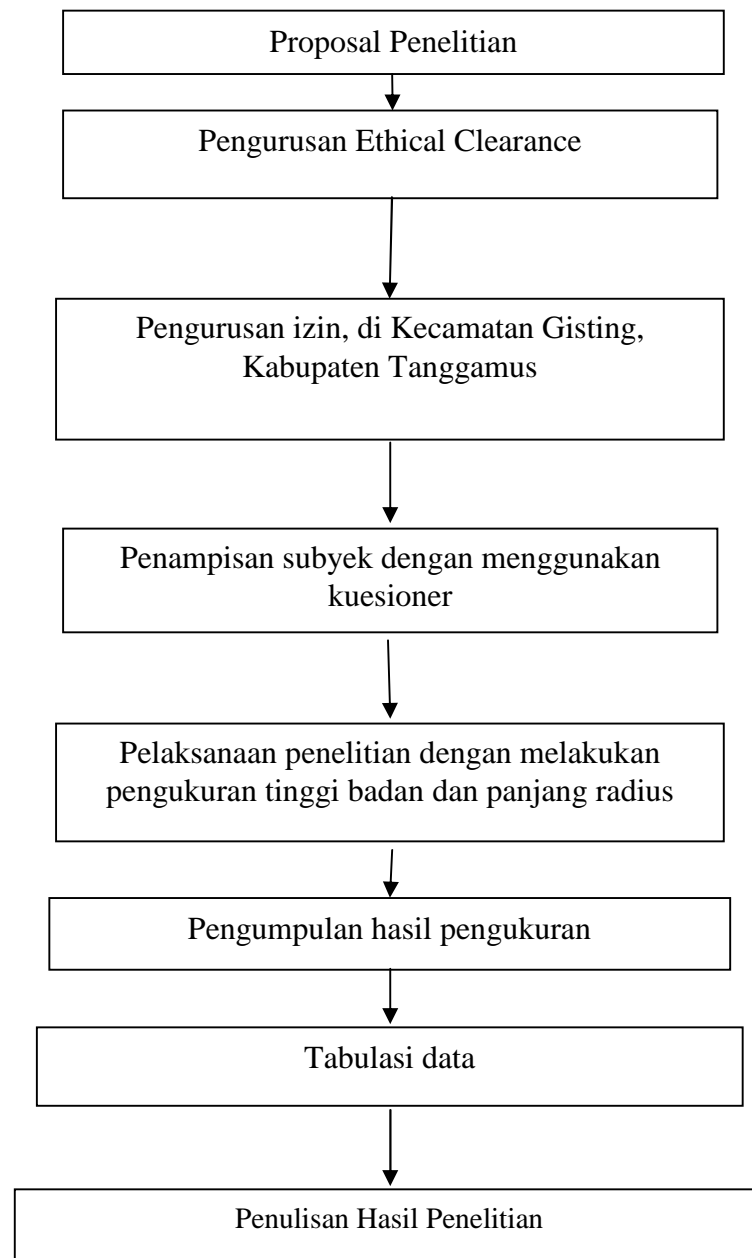 Proposal Penelitian
Pengurusan Ethical Clearance
Pengurusan izin, di Kecamatan Gisting,
Kabupaten Tanggamus
Penampisan subyek dengan menggunakan
kuesioner
Pelaksanaan penelitian dengan melakukan
pengukuran tinggi badan dan panjang radius
Pengumpulan hasil pengukuran
Tabulasi data
Penulisan Hasil Penelitian